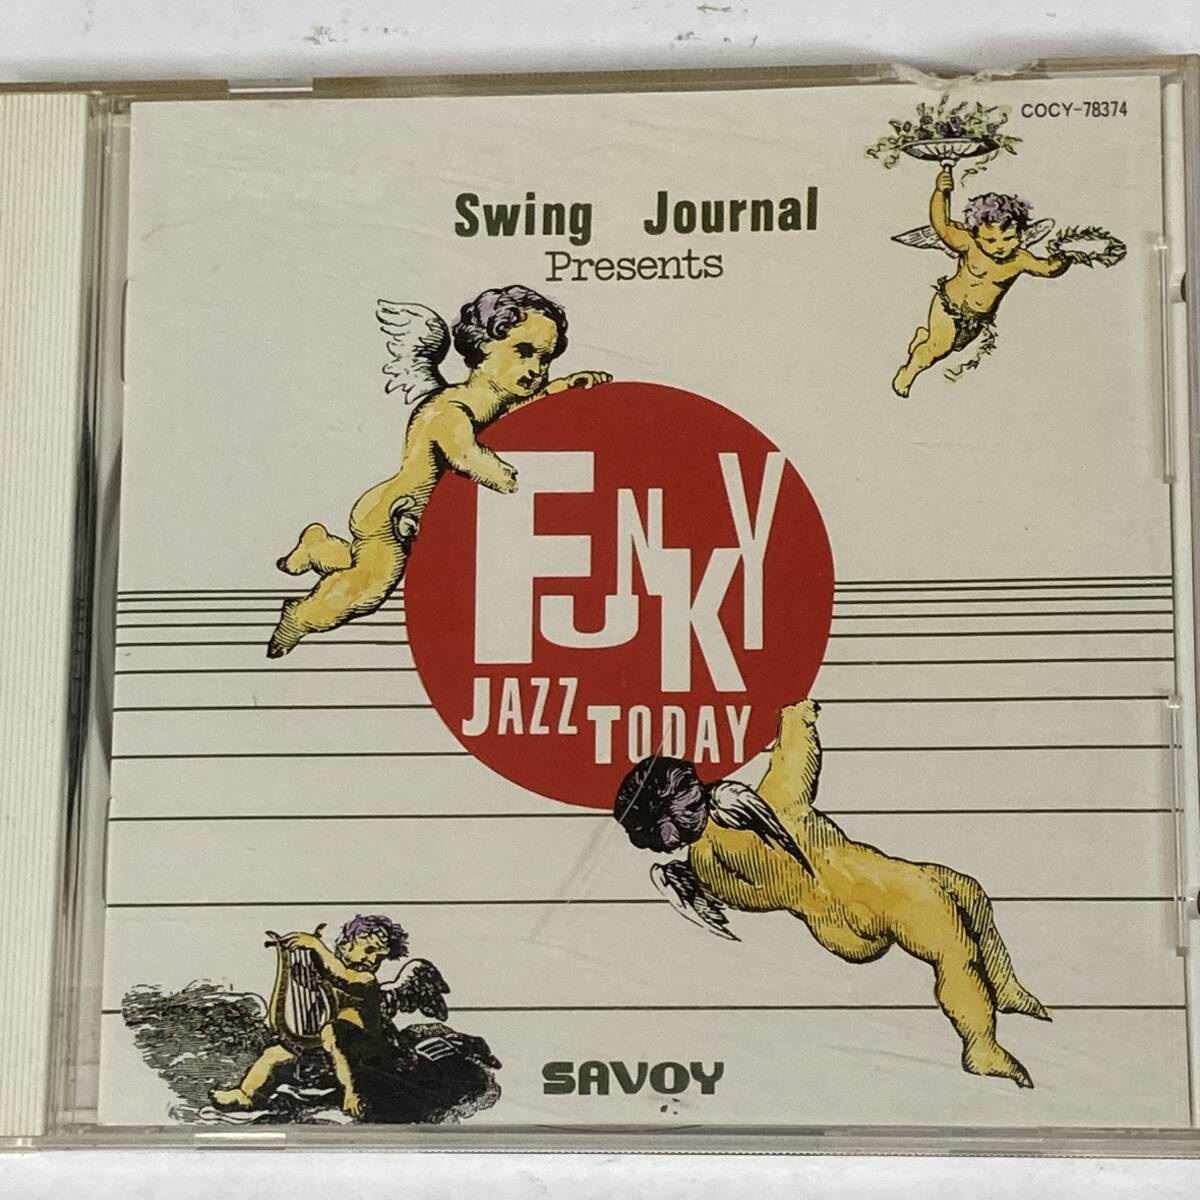 COCY-78374
Swing Journal
Presents
FUNKY
JAZZ TODAY
SAVOY